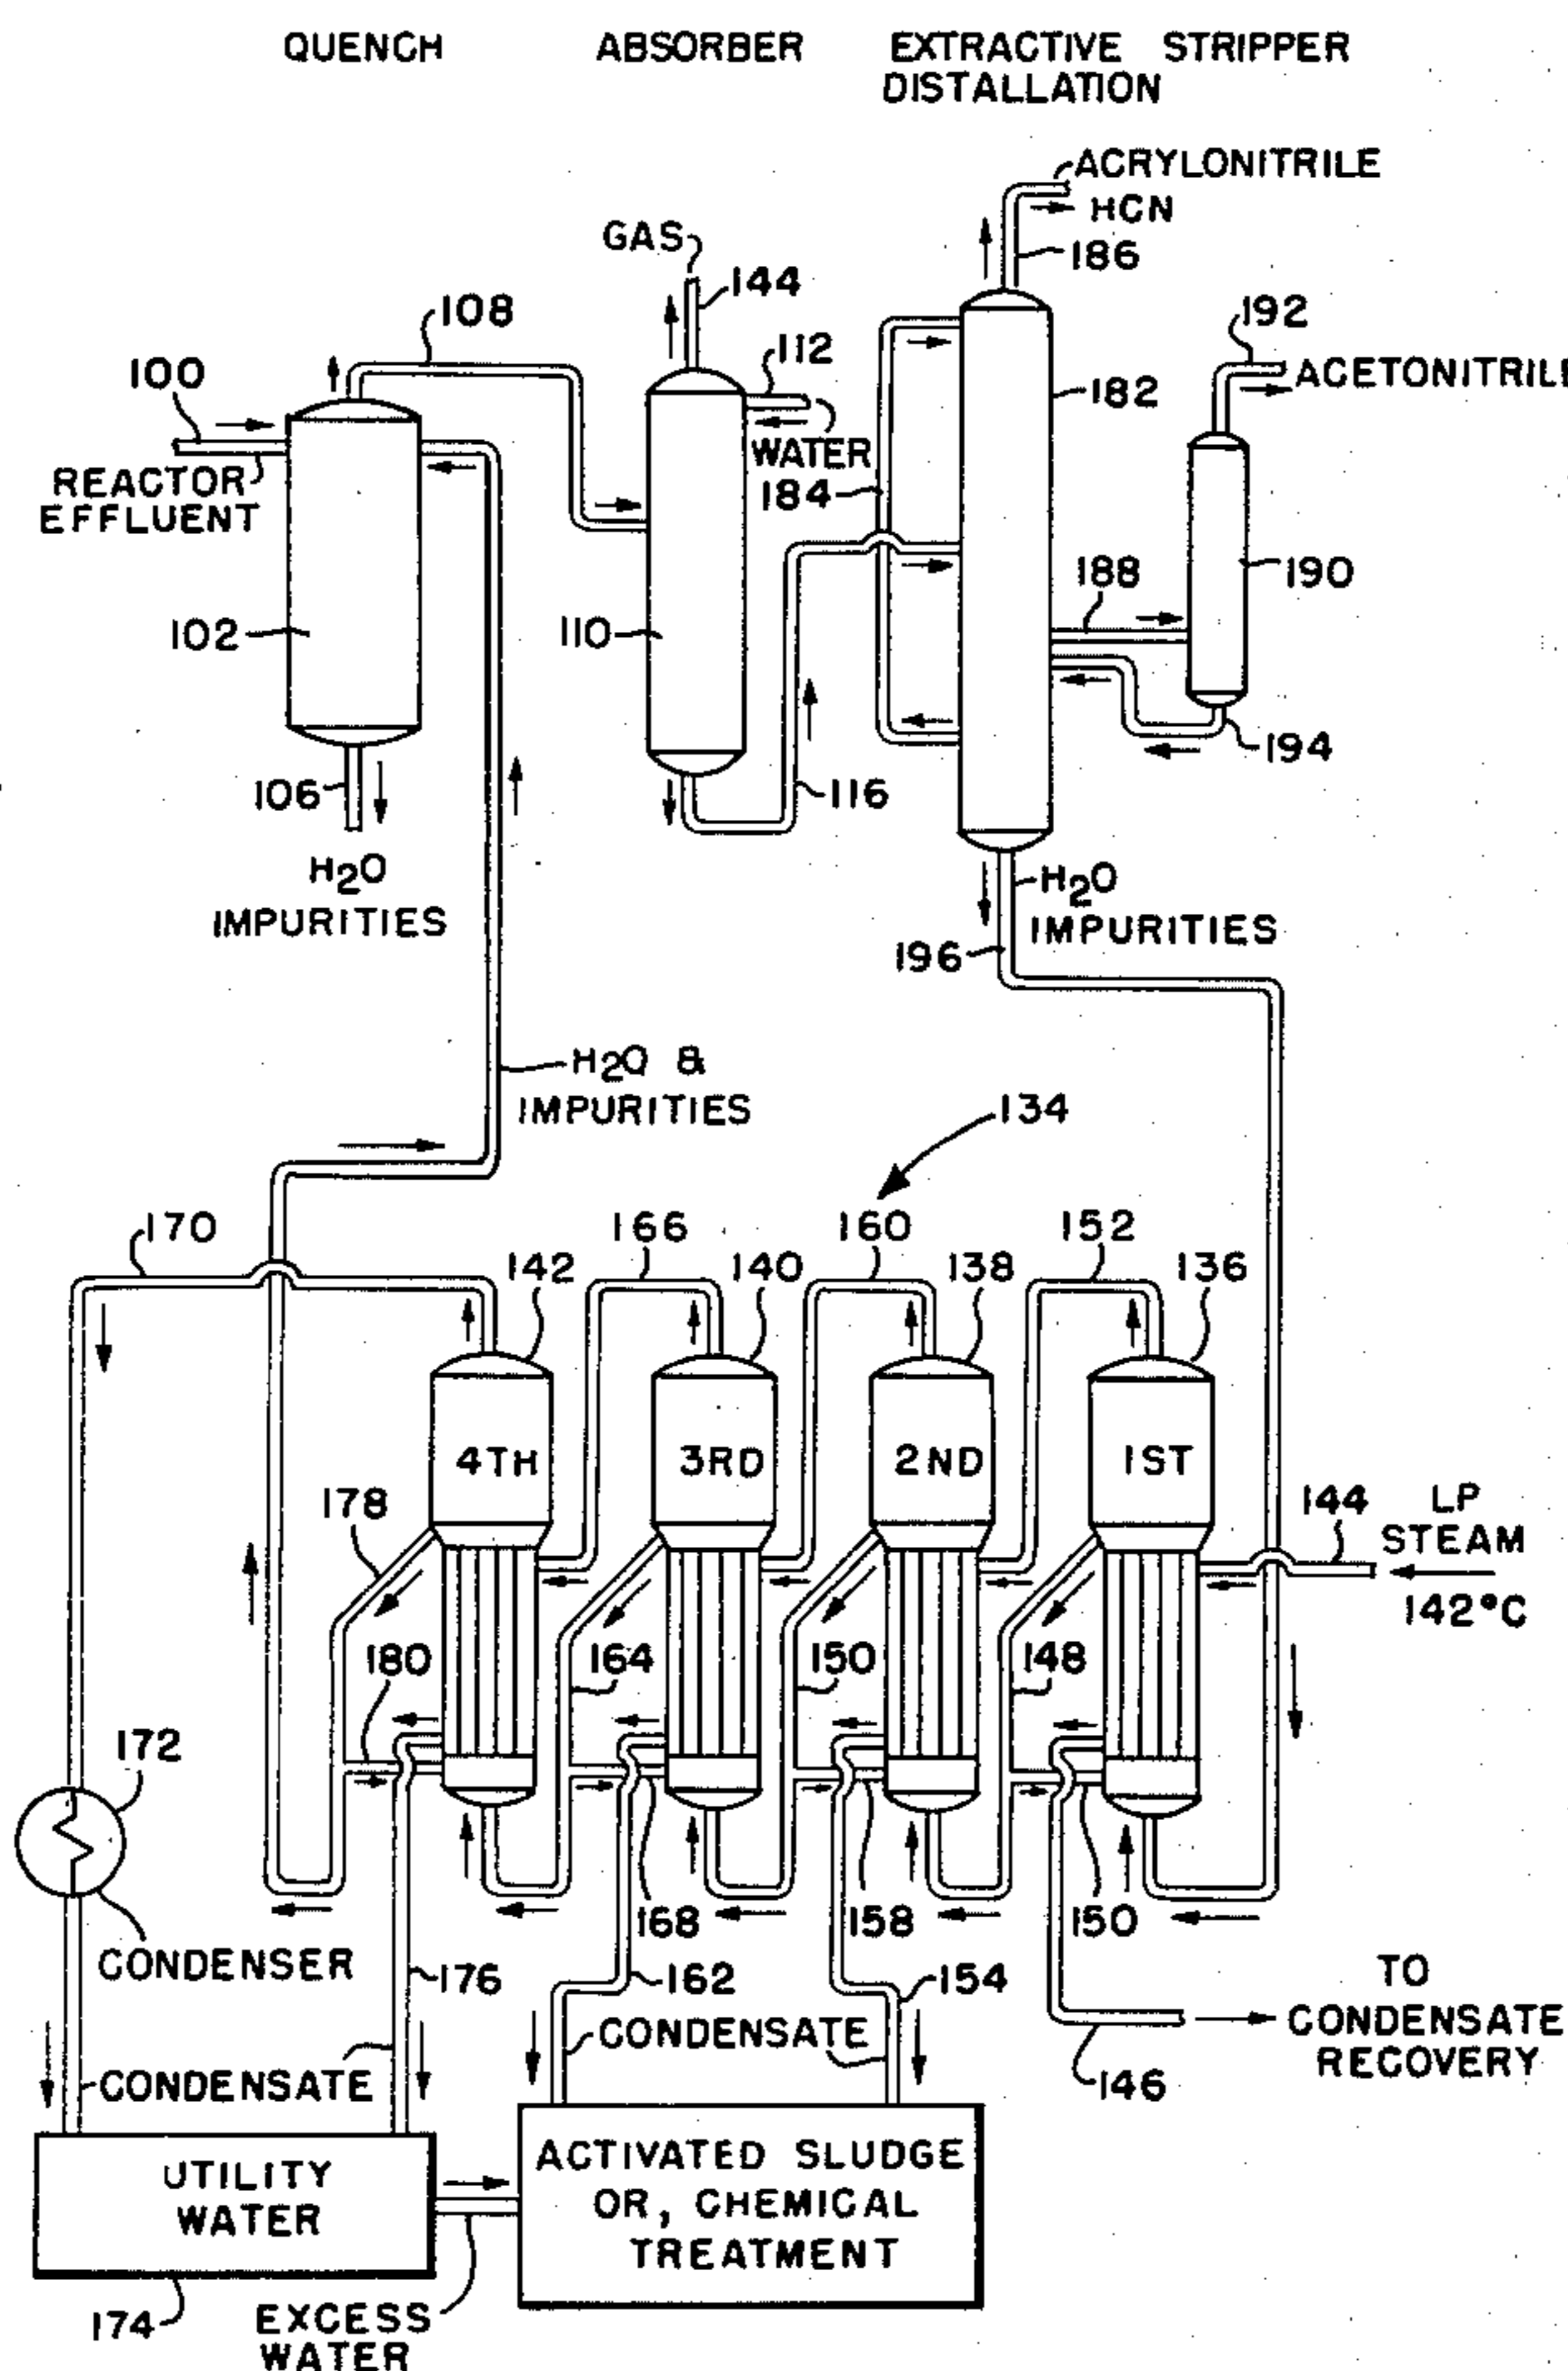 QUENCH
ABSORBER
EXTRACTIVE
DISTALLATION
STRIPPER
ACRYLONITRILE
HCN
186
GAS
144
108
112
192
100
ACETONITRILE
182
WATER
REACTOR
EFFLUENT
184
188
190
102
110
194
106
116
H2O
IMPURITIES
H2O
IMPURITIES
196
H2O &
IMPURITIES
134
170
166
160
152
142
140
138
136
4TH
3RD
2ND
1ST
178
144
LP
STEAM
142°C
180
164
150
148
172
168
158
150
CONDENSER
176
162
154
TO
CONDENSATE
RECOVERY
CONDENSATE
CONDENSATE
146
UTILITY
WATER
ACTIVATED SLUDGE
OR, CHEMICAL
TREATMENT
174
EXCESS
WATER